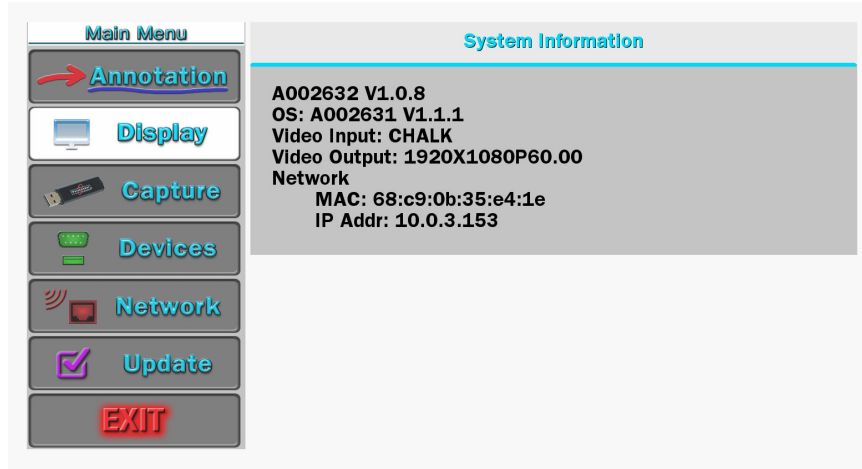 Main Menu
Annotation
Display
Capture
Devices
Network
Update
EXIT
System Information
A002632 V1.0.8
OS: A002631 V1.1.1
Video Input: CHALK
Video Output: 1920X1080P60.00
Network
MAC: 68:c9:0b:35:e4:1e
IP Addr: 10.0.3.153